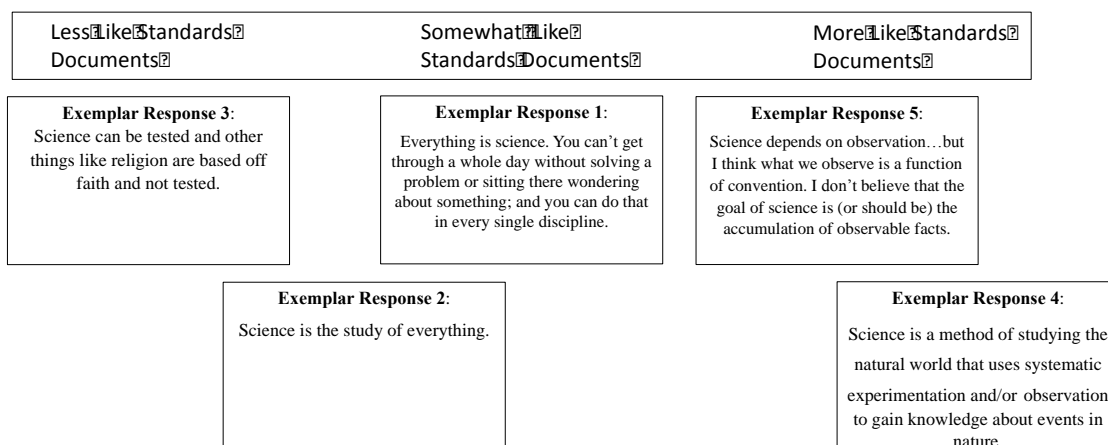 Less Like Standards
Documents
Somewhat Like
Standards Documents
More Like Standards
Documents
Exemplar Response 3:
Science can be tested and other
things like religion are based off
faith and not tested.
Exemplar Response 1:
Everything is science. You can’t get
through a whole day without solving a
problem or sitting there wondering
about something; and you can do that
in every single discipline.
Exemplar Response 5:
Science depends on observation…but
I think what we observe is a function
of convention. I don’t believe that the
goal of science is (or should be) the
accumulation of observable facts.
Exemplar Response 2:
Science is the study of everything.
Exemplar Response 4:
Science is a method of studying the
natural world that uses systematic
experimentation and/or observation
to gain knowledge about events in
nature